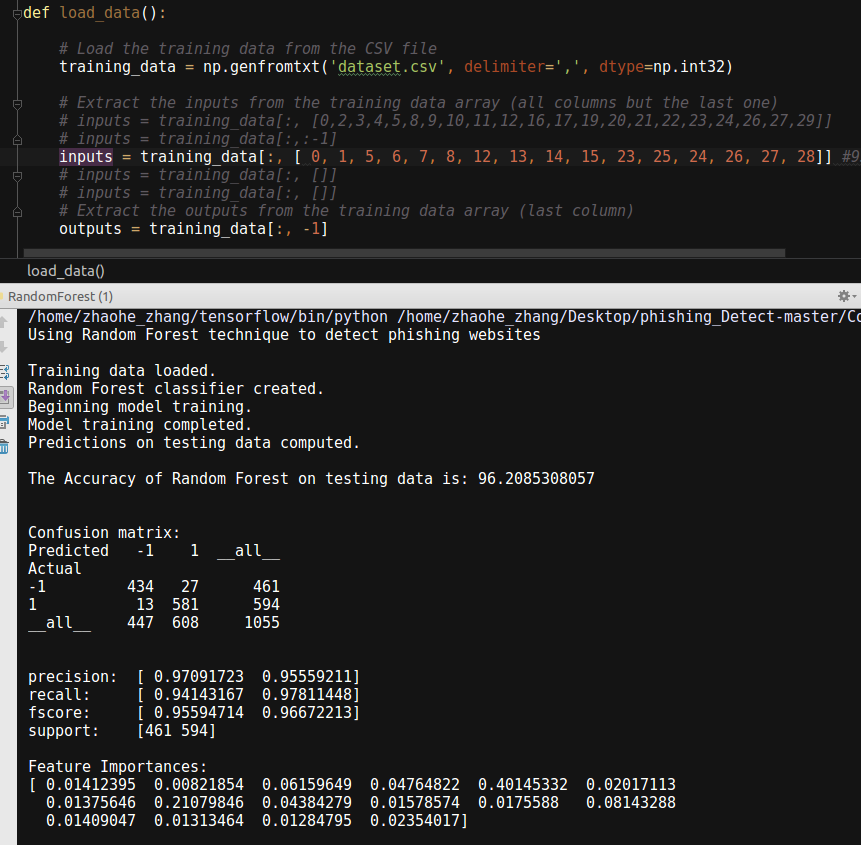 def load_data():
# Load the training data from the CSV file
training_data = np.genfromtxt('dataset.csv', delimiter=',', dtype=np.int32)
# Extract the inputs from the training data array (all columns but the last one)
# inputs = training_data[:, [0,2,3,4,5,8,9,10,11,12,16,17,19,20,21,22,23,24,26,27,29]]
# inputs = training_data[:,:-1]
inputs = training_data[:, [ 0, 1, 5, 6, 7, 8, 12, 13, 14, 15, 23, 25, 24, 26, 27, 28]] #9
# inputs = training_data[:, []]
# inputs = training_data[:, []]
# Extract the outputs from the training data array (last column)
outputs = training_data[:, -1]
load_data()
RandomForest (1)
/home/zhaohe_zhang/tensorflow/bin/python /home/zhaohe_zhang/Desktop/phishing_Detect-master/Co
Using Random Forest technique to detect phishing websites
Training data loaded.
Random Forest classifier created.
Beginning model training.
Model training completed.
Predictions on testing data computed.
The Accuracy of Random Forest on testing data is: 96.2085308057
Confusion matrix:
Predicted -1 1 __all__
Actual
-1 434 27 461
1 13 581 594
__all__ 447 608 1055
precision: [ 0.97091723 0.95559211]
recall: [ 0.94143167 0.97811448]
fscore: [ 0.95594714 0.96672213]
support: [461 594]
Feature Importances:
[ 0.01412395 0.00821854 0.06159649 0.04764822 0.40145332 0.02017113
0.01375646 0.21079846 0.04384279 0.01578574 0.0175588 0.08143288
0.01409047 0.01313464 0.01284795 0.02354017]